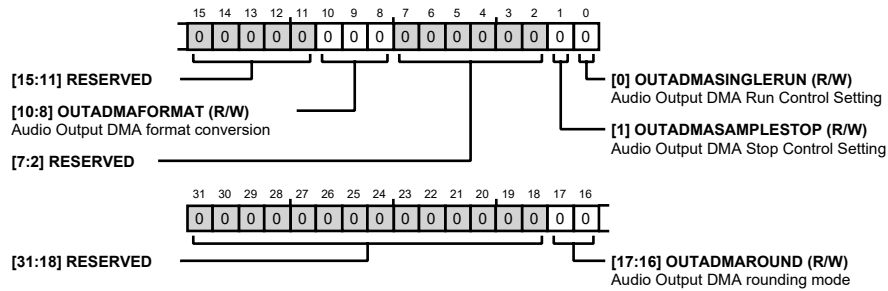 15 14 13 12 11 10 9 8 7 6 5 4 3 2 1 0
0 0 0 0 0 0 0 0 0 0 0 0 0 0 0 0
[15:11] RESERVED
[0] OUTADMASINGLERUN (R/W)
Audio Output DMA Run Control Setting
[10:8] OUTADMAFORMAT (R/W)
Audio Output DMA format conversion
[1] OUTADMASAMPLESTOP (R/W)
Audio Output DMA Stop Control Setting
[7:2] RESERVED
31 30 29 28 27 26 25 24 23 22 21 20 19 18 17 16
0 0 0 0 0 0 0 0 0 0 0 0 0 0 0 0
[31:18] RESERVED
[17:16] OUTADMAROUND (R/W)
Audio Output DMA rounding mode